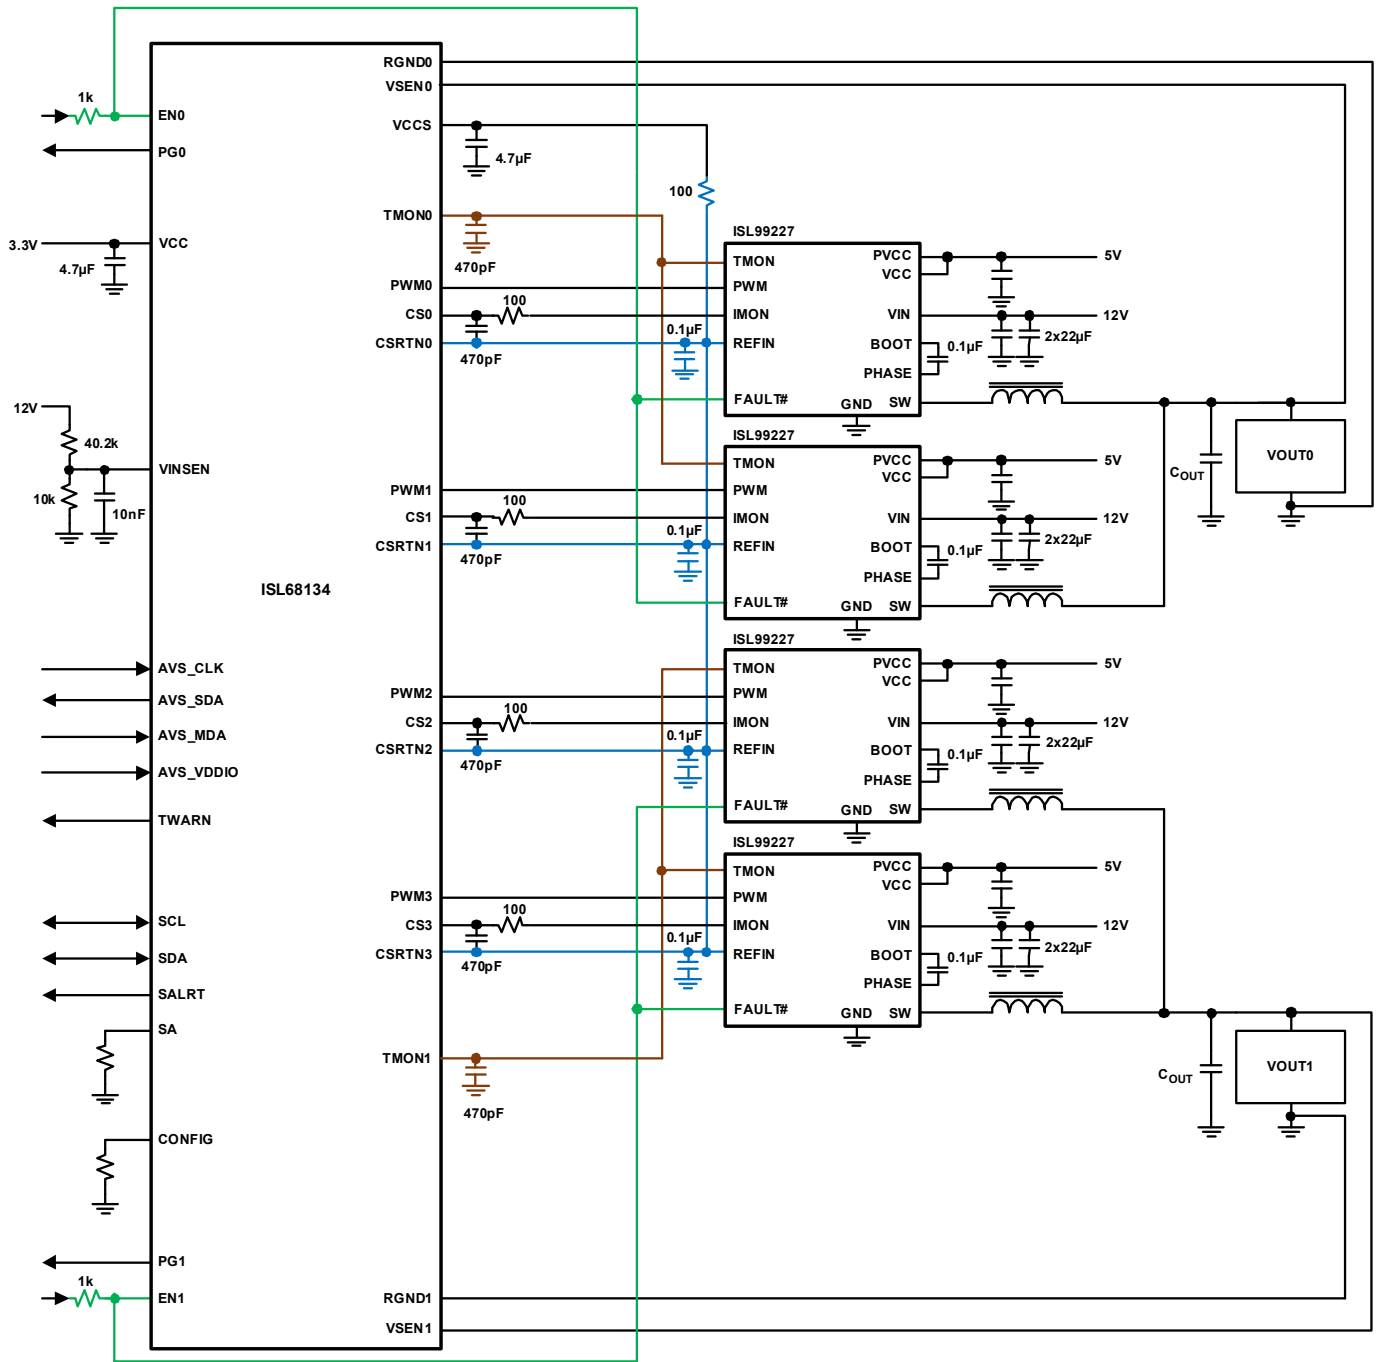 RGND0
VSEN0
1k
EN0
VCCS
PG0
4.7µF
100
TMON0
ISL99227
3.3V
VCC
PVCC
5V
TMON
VCC
4.7µF
470pF
PWM0
PWM
100
CS0
IMON
VIN
12V
0.1µF
2x22µF
CSRTN0
REFIN
BOOT
0.1µF
470pF
PHASE
FAULT#
GND
SW
12V
ISL99227
40.2k
VOUT0
PVCC
5V
TMON
VINSEN
VCC
COUT
PWM1
PWM
10k
100
10nF
CS1
IMON
VIN
12V
0.1µF
2x22µF
CSRTN1
REFIN
BOOT
0.1µF
470pF
PHASE
ISL68134
FAULT#
GND
SW
ISL99227
AVS_CLK
TMON
PVCC
5V
VCC
AVS_SDA
PWM2
PWM
100
CS2
IMON
VIN
12V
AVS_MDA
0.1µF
2x22µF
CSRTN2
REFIN
BOOT
0.1µF
470pF
AVS_VDDIO
PHASE
FAULT#
GND
SW
TWARN
ISL99227
PVCC
5V
TMON
VCC
PWM3
PWM
100
SCL
CS3
IMON
VIN
12V
0.1µF
2x22µF
CSRTN3
REFIN
BOOT
0.1µF
SDA
470pF
PHASE
SALRT
FAULT#
GND
SW
SA
TMON1
VOUT1
COUT
470pF
CONFIG
PG1
1k
EN1
RGND1
VSEN1